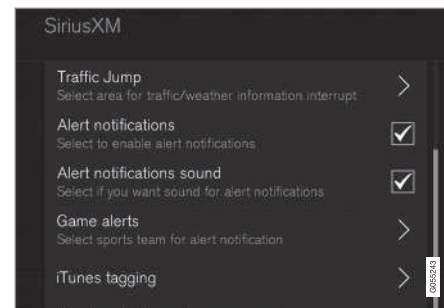 SiriusXM
Traffic Jump
Select area for traffic/weather information interrupt
Alert notifications
Select to enable alert notifications
Alert notifications sound
Select if you want sound for alert notifications
Game alerts
Select sports team for alert notification
iTunes tagging
G055243